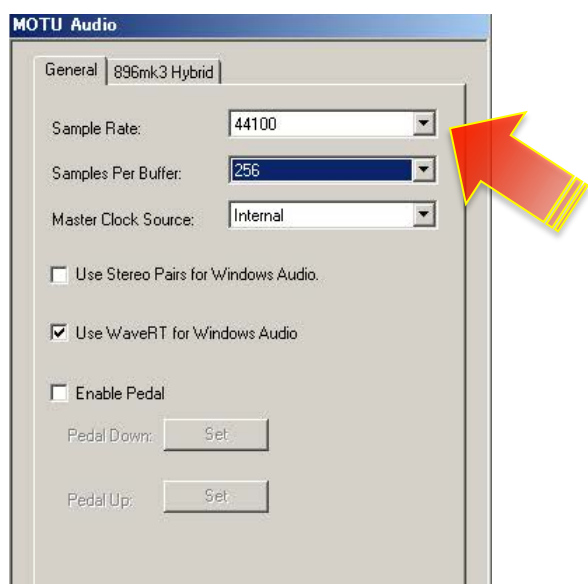 MOTU Audio
General 896mk3 Hybrid
Sample Rate: 44100
Samples Per Buffer: 256
Master Clock Source: Internal
Use Stereo Pairs for Windows Audio.
Use WaveRT for Windows Audio
Enable Pedal
Pedal Down: Set
Pedal Up: Set